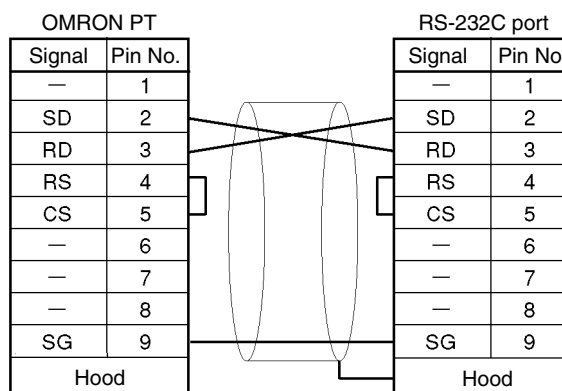 OMRON PT RS-232C port
Signal Pin No. Signal Pin No
— 1 — 1
SD 2 SD 2
RD 3 RD 3
RS 4 RS 4
CS 5 CS 5
— 6 — 6
— 7 — 7
— 8 — 8
SG 9 SG 9
Hood Hood